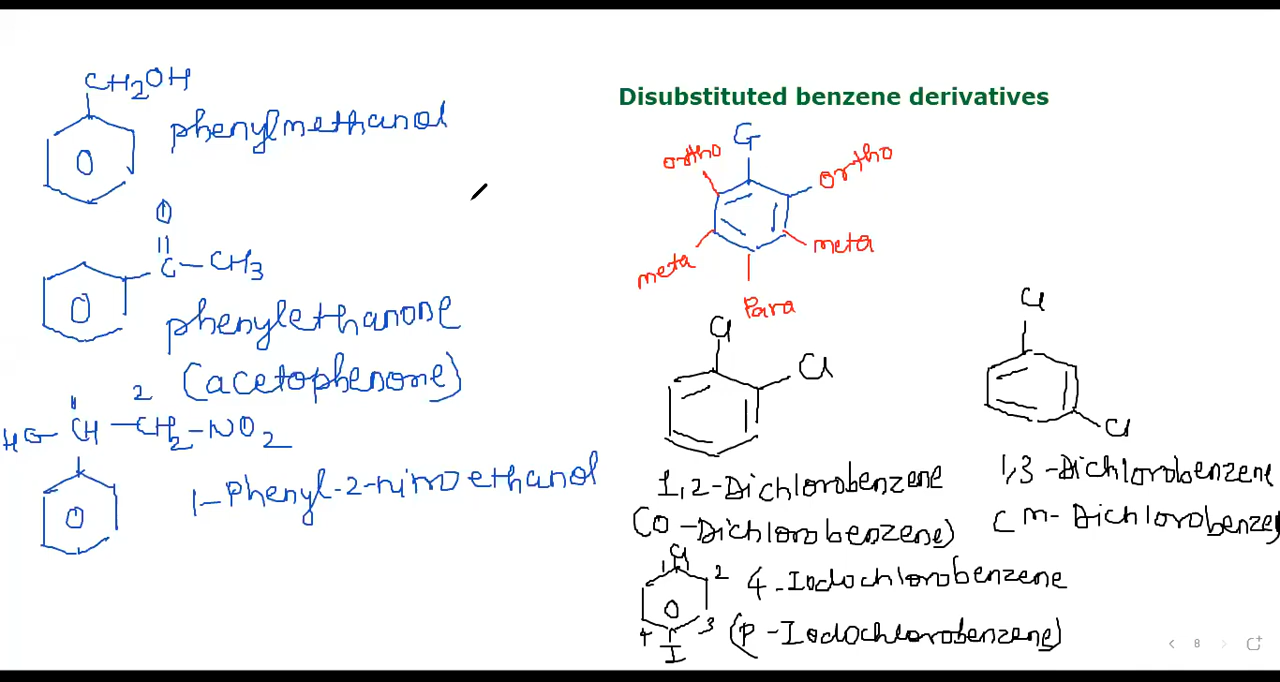 CH2OH
phenylmethanol
O
C-CH3
O
phenylethanone
(acetophenone)
1 2
HO CH -CH2-NO2
1-Phenyl-2-nitroethanol
O
Disubstituted benzene derivatives
G
ortho ortho
meta meta
Para
Cl
Cl
1,2-Dichlorobenzene
(o-Dichlorobenzene)
Cl
Cl
1,3-Dichlorobenzene
(m-Dichlorobenze
Cl
1 2
O
4 3
I
4-Iodochlorobenzene
(P-Iodochlorobenzene)
8